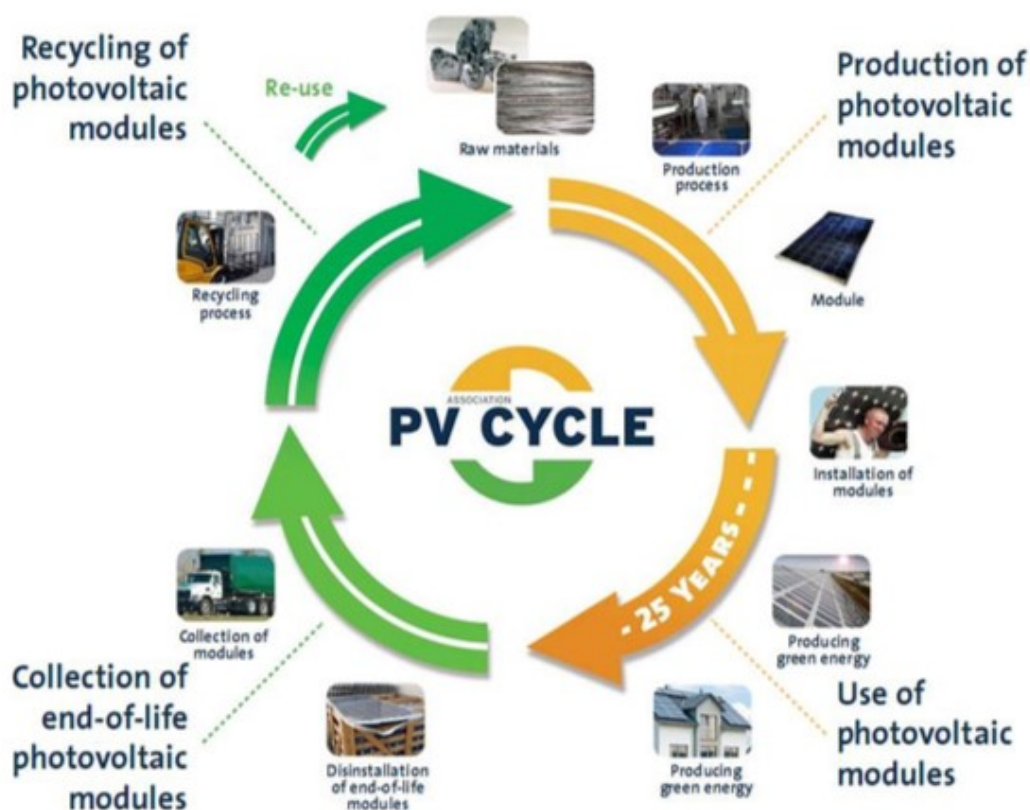 Recycling of
photovoltaic
modules
Re-use
Raw materials
Production
process
Production of
photovoltaic
modules
Module
Recycling
process
ASSOCIATION
PV CYCLE
Installation of
modules
- 25 YEARS - - -
Producing
green energy
Use of
photovoltaic
modules
Producing
green energy
Disinstallation
of end-of-life
modules
Collection of
modules
Collection of
end-of-life
photovoltaic
modules